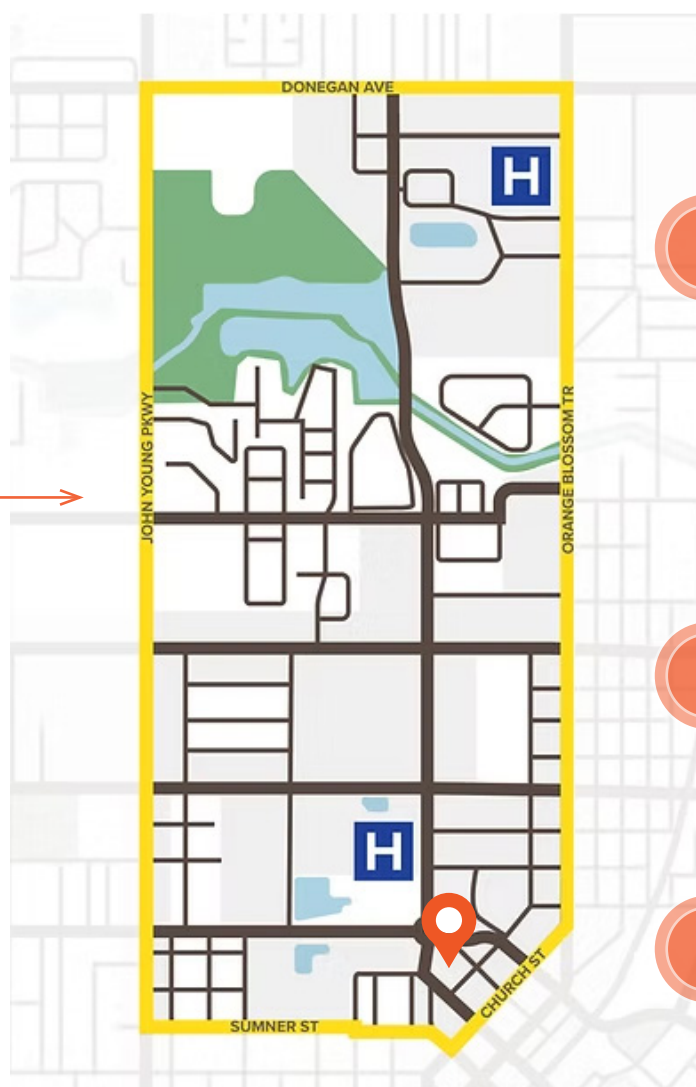 DONEGAN AVE
H
JOHN YOUNG PKWY
ORANGE BLOSSOM TR
H
CHURCH ST
SUMNER ST